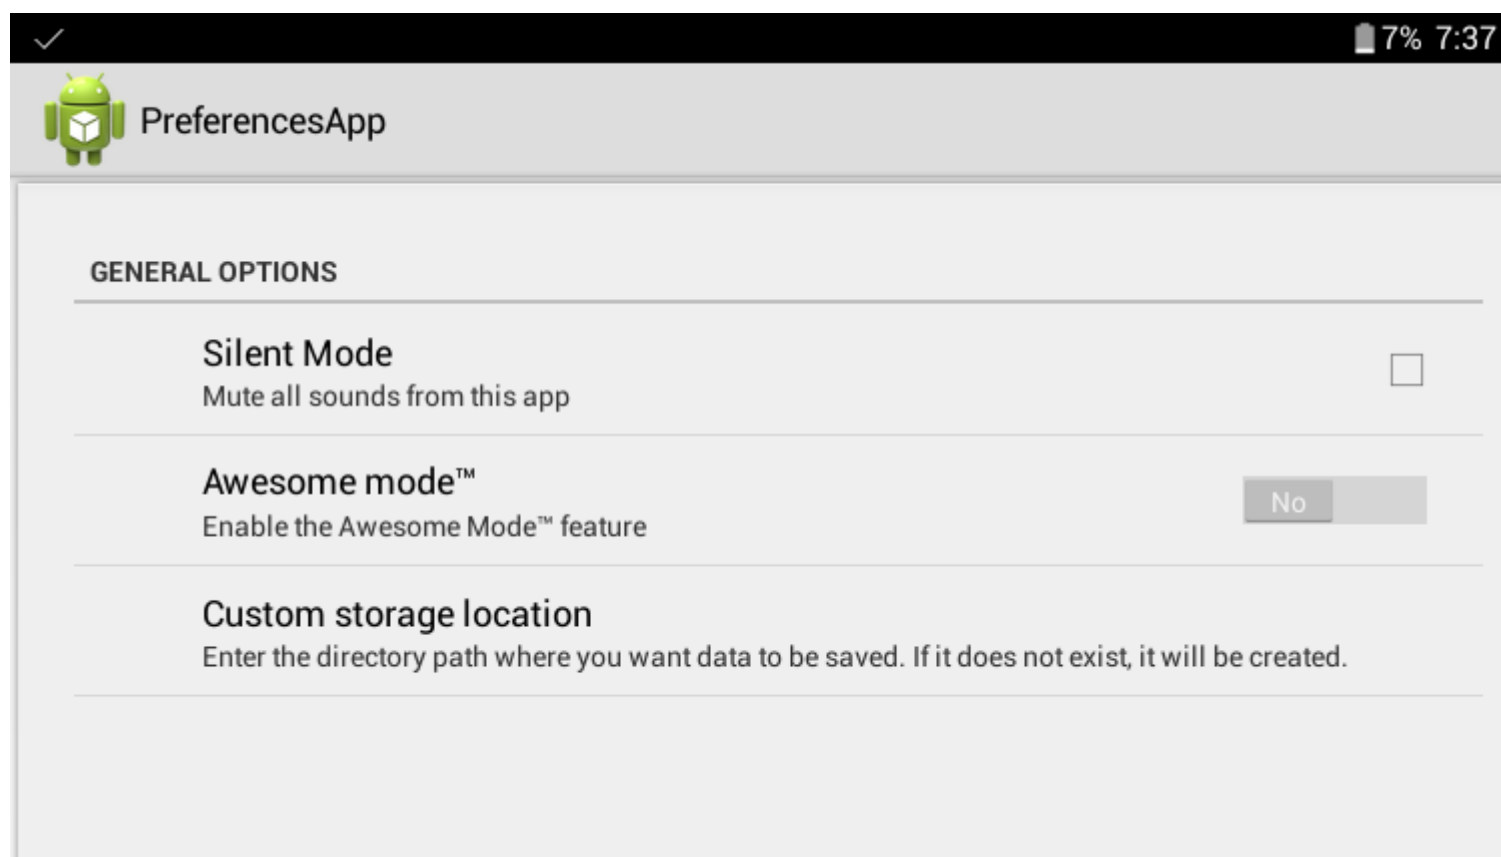 7% 7:37
PreferencesApp
GENERAL OPTIONS
Silent Mode
Mute all sounds from this app
Awesome mode™
Enable the Awesome Mode™ feature
No
Custom storage location
Enter the directory path where you want data to be saved. If it does not exist, it will be created.